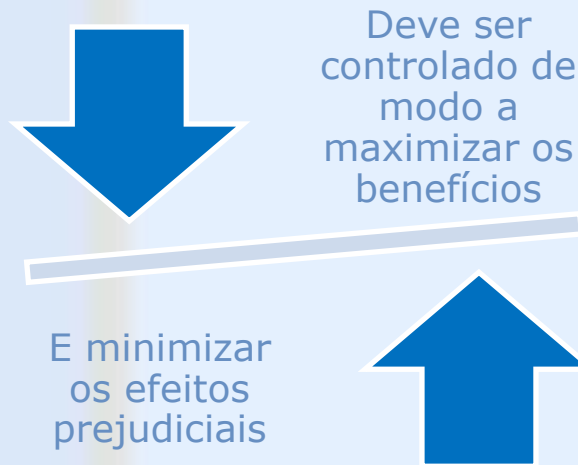 Deve ser
controlado de
modo a
maximizar os
benefícios
E minimizar
os efeitos
prejudiciais